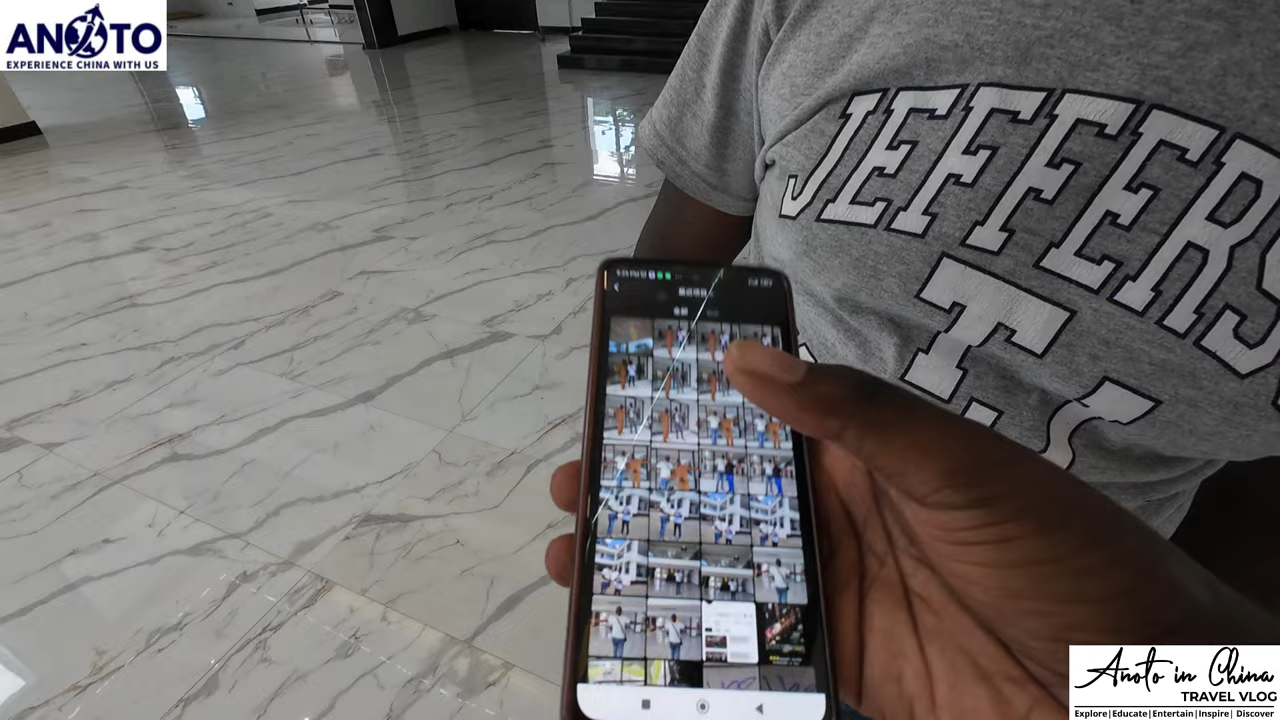 ANOTO
EXPERIENCE CHINA WITH US
JEFFERS
T
Anoto in China
TRAVEL VLOG
Explore|Educate|Entertain|Inspire| Discover